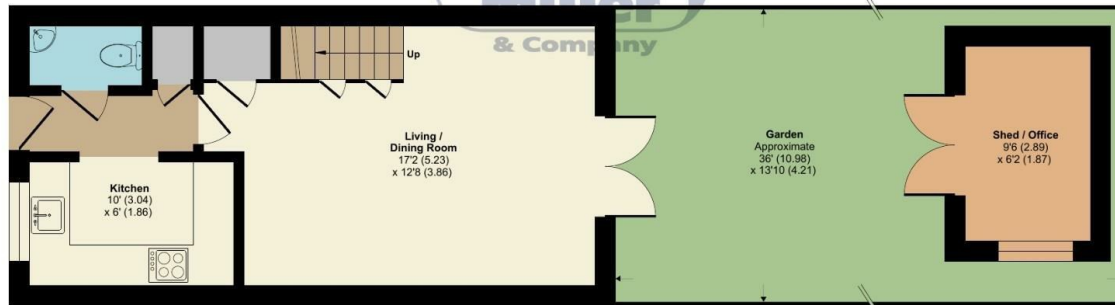 & Company
Up
Living /
Dining Room
17'2 (5.23)
x 12'8 (3.86)
Garden
Approximate
36' (10.98)
x 13'10 (4.21)
Shed / Office
9'6 (2.89)
x 6'2 (1.87)
Kitchen
10' (3.04)
x 6' (1.86)